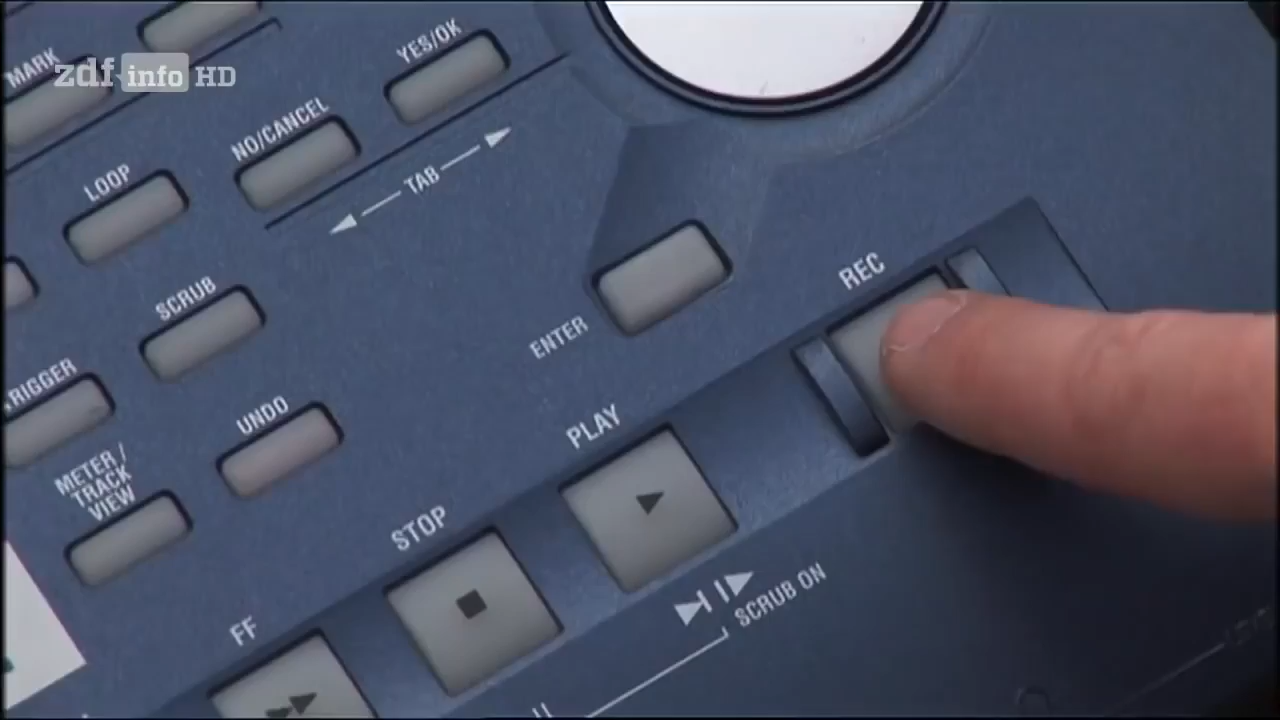 MARK
zdf info HD
YES/OK
NO/CANCEL
LOOP
TAB
SCRUB
REC
ENTER
TRIGGER
UNDO
PLAY
METER /
TRACK
VIEW
STOP
SCRUB ON
FF